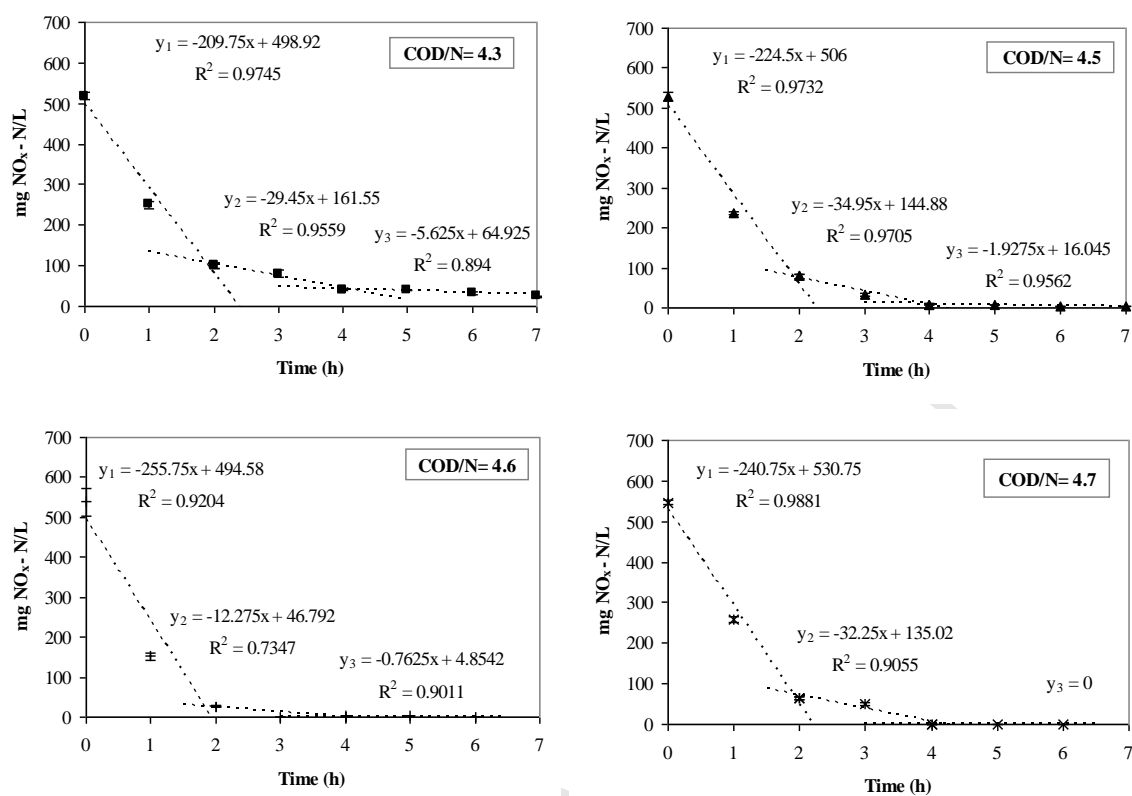 700
600
500
400
300
200
100
0
mg NOx- N/L
y1 = -209.75x + 498.92
R2 = 0.9745
COD/N= 4.3
y2 = -29.45x + 161.55
R2 = 0.9559
y3 = -5.625x + 64.925
R2 = 0.894
0 1 2 3 4 5 6 7
Time (h)
700
600
500
400
300
200
100
0
mg NOx- N/L
y1 = -224.5x + 506
R2 = 0.9732
COD/N= 4.5
y2 = -34.95x + 144.88
R2 = 0.9705
y3 = -1.9275x + 16.045
R2 = 0.9562
0 1 2 3 4 5 6 7
Time (h)
700
600
500
400
300
200
100
0
mg NOx- N/L
y1 = -255.75x + 494.58
R2 = 0.9204
COD/N= 4.6
y2 = -12.275x + 46.792
R2 = 0.7347
y3 = -0.7625x + 4.8542
R2 = 0.9011
0 1 2 3 4 5 6 7
Time (h)
700
600
500
400
300
200
100
0
mg NOx- N/L
y1 = -240.75x + 530.75
R2 = 0.9881
COD/N= 4.7
y2 = -32.25x + 135.02
R2 = 0.9055
y3 = 0
0 1 2 3 4 5 6 7
Time (h)